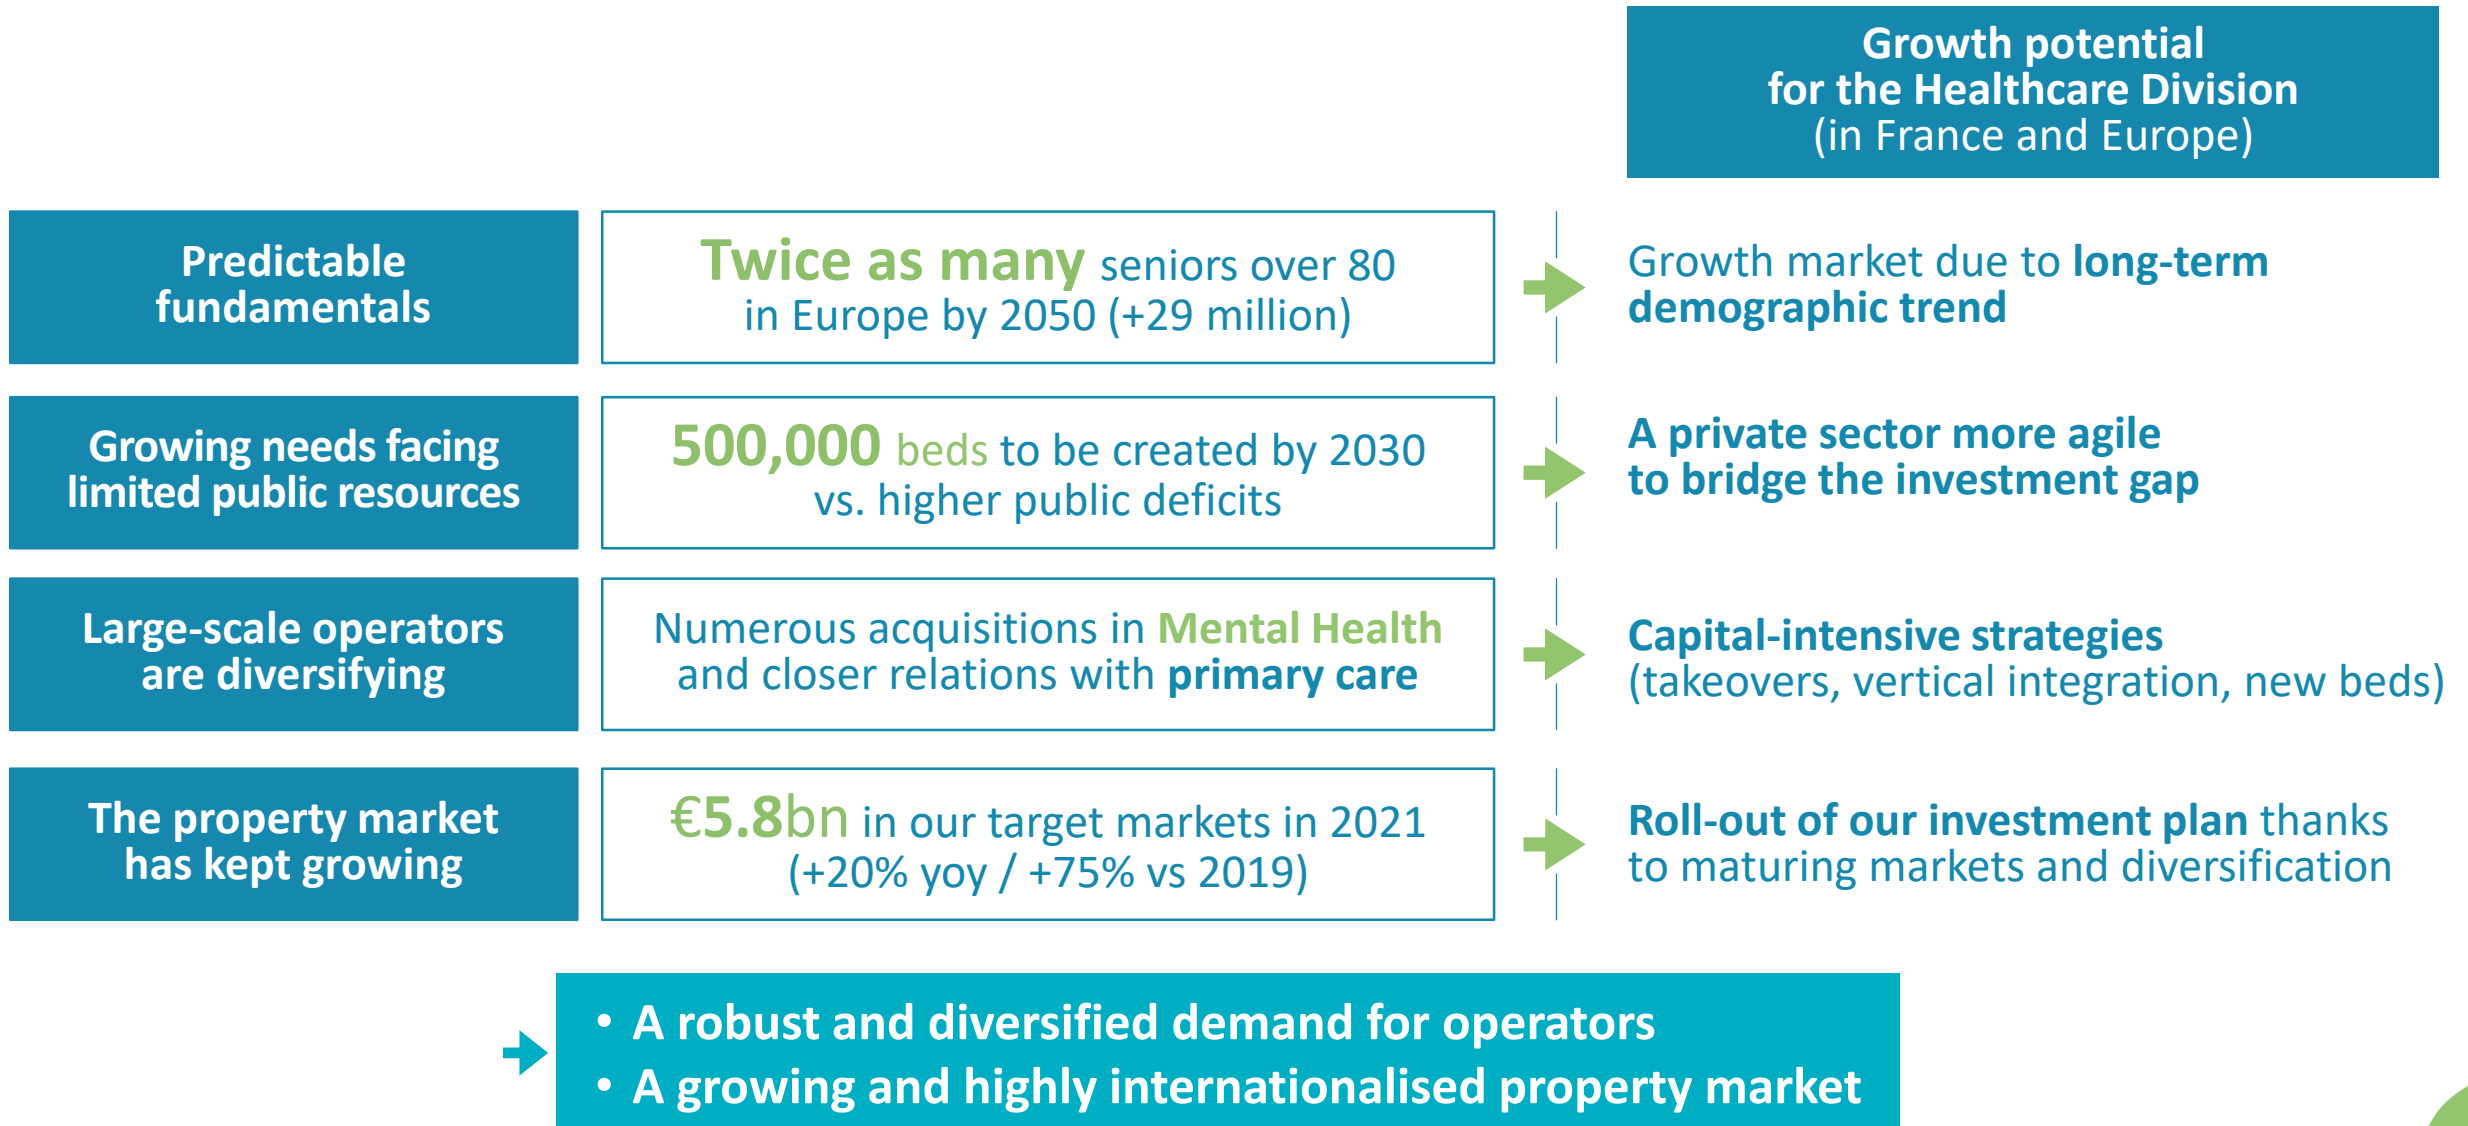 Growth potential
for the Healthcare Division
(in France and Europe)
Predictable
fundamentals
Twice as many seniors over 80
in Europe by 2050 (+29 million)
Growth market due to long-term
demographic trend
Growing needs facing
limited public resources
500,000 beds to be created by 2030
vs. higher public deficits
A private sector more agile
to bridge the investment gap
Large-scale operators
are diversifying
Numerous acquisitions in Mental Health
and closer relations with primary care
Capital-intensive strategies
(takeovers, vertical integration, new beds)
The property market
has kept growing
€5.8bn in our target markets in 2021
(+20% yoy / +75% vs 2019)
Roll-out of our investment plan thanks
to maturing markets and diversification
• A robust and diversified demand for operators
• A growing and highly internationalised property market